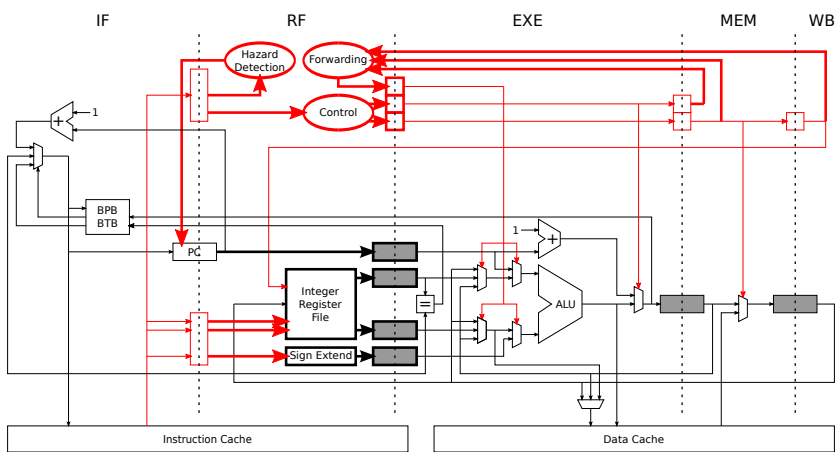 IF RF EXE MEM WB
Hazard
Detection
Forwarding
Control
1
+
BPB
BTB
PC
1
+
Integer
Register
File
=
ALU
Sign Extend
Instruction Cache
Data Cache